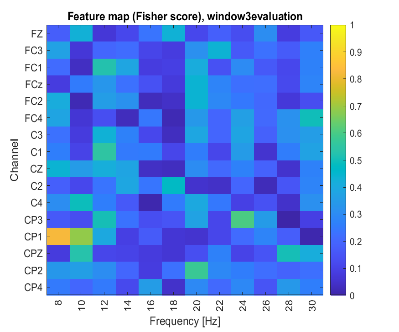 Feature map (Fisher score), window3evaluation
Channel
FZ
FC3
FC1
FCz
FC2
FC4
C3
C1
CZ
C2
C4
CP3
CP1
CPZ
CP2
CP4
8 10 12 14 16 18 20 22 24 26 28 30
Frequency [Hz]
1
0.9
0.8
0.7
0.6
0.5
0.4
0.3
0.2
0.1
0